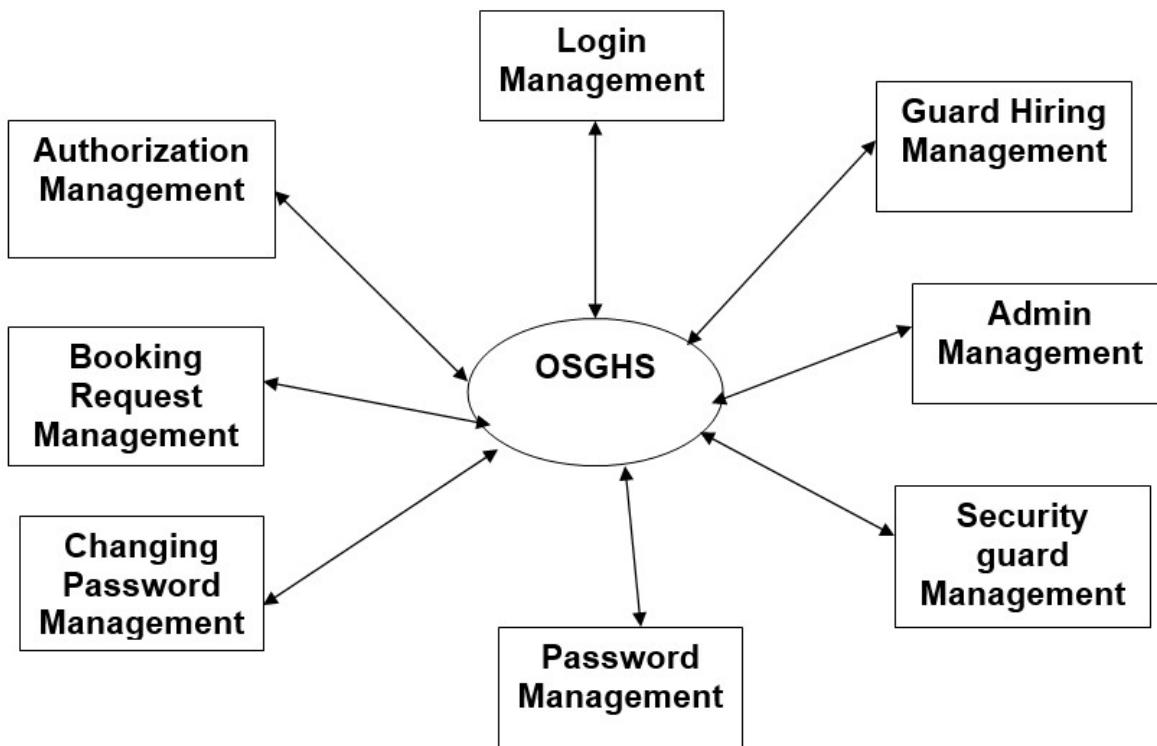 Login
Management
Guard Hiring
Management
Authorization
Management
Admin
Management
OSGHS
Booking
Request
Management
Security
guard
Management
Changing
Password
Management
Password
Management